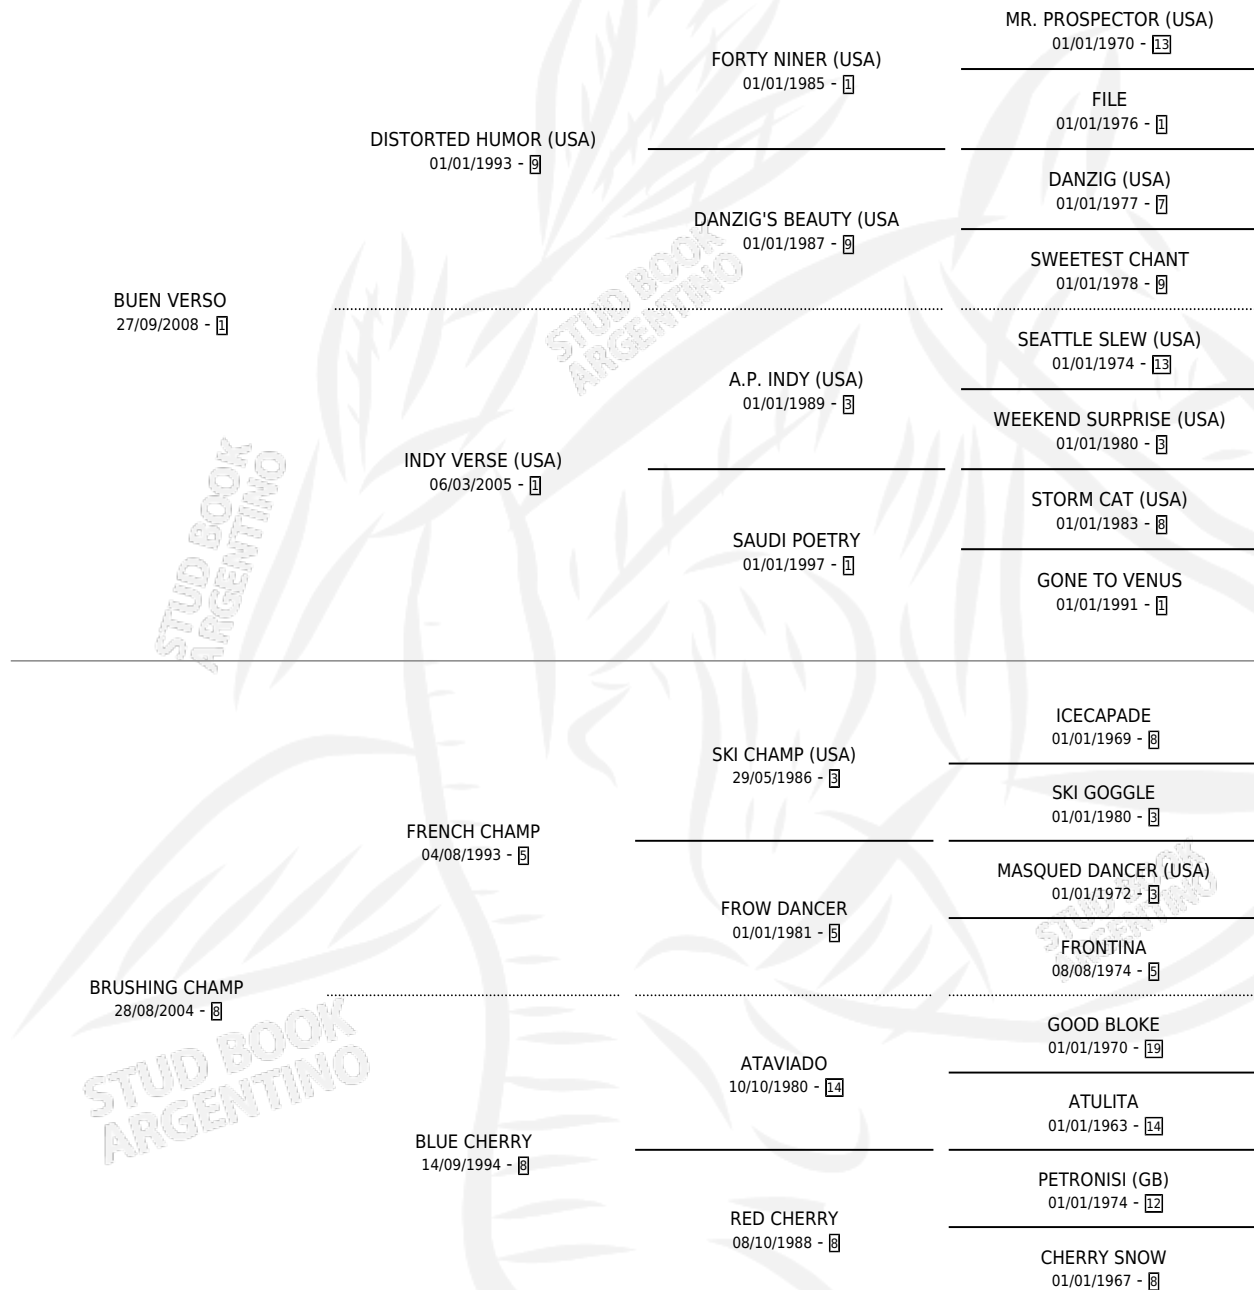 MR. PROSPECTOR (USA)
01/01/1970 - 13
FORTY NINER (USA)
01/01/1985 - 1
FILE
01/01/1976 - 1
DISTORTED HUMOR (USA)
01/01/1993 - 9
DANZIG (USA)
01/01/1977 - 7
DANZIG'S BEAUTY (USA
01/01/1987 - 9
SWEETEST CHANT
01/01/1978 - 9
BUEN VERSO
27/09/2008 - 1
STUD BOOK
ARGENTINO
SEATTLE SLEW (USA)
01/01/1974 - 13
A.P. INDY (USA)
01/01/1989 - 3
WEEKEND SURPRISE (USA)
01/01/1980 - 3
INDY VERSE (USA)
06/03/2005 - 1
STORM CAT (USA)
01/01/1983 - 8
SAUDI POETRY
01/01/1997 - 1
GONE TO VENUS
01/01/1991 - 1
STUD BOOK
ARGENTINO
ICECAPADE
01/01/1969 - 8
SKI CHAMP (USA)
29/05/1986 - 3
SKI GOGGLE
01/01/1980 - 3
FRENCH CHAMP
04/08/1993 - 5
MASQUED DANCER (USA)
01/01/1972 - 3
FROW DANCER
01/01/1981 - 5
STUD BOOK
ARGENTINO
FRONTINA
08/08/1974 - 5
BRUSHING CHAMP
28/08/2004 - 8
STUD BOOK
ARGENTINO
GOOD BLOKE
01/01/1970 - 19
ATAVIADO
10/10/1980 - 14
ATULITA
01/01/1963 - 14
BLUE CHERRY
14/09/1994 - 8
PETRONISI (GB)
01/01/1974 - 12
RED CHERRY
08/10/1988 - 8
CHERRY SNOW
01/01/1967 - 8